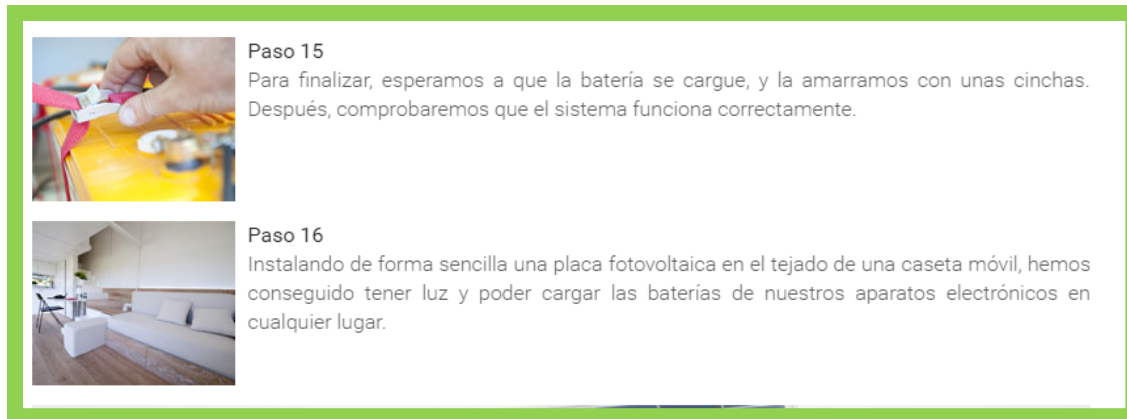 Paso 15
Para finalizar, esperamos a que la batería se cargue, y la amarramos con unas cinchas.
Después, comprobaremos que el sistema funciona correctamente.
Paso 16
Instalando de forma sencilla una placa fotovoltaica en el tejado de una caseta móvil, hemos
conseguido tener luz y poder cargar las baterías de nuestros aparatos electrónicos en
cualquier lugar.